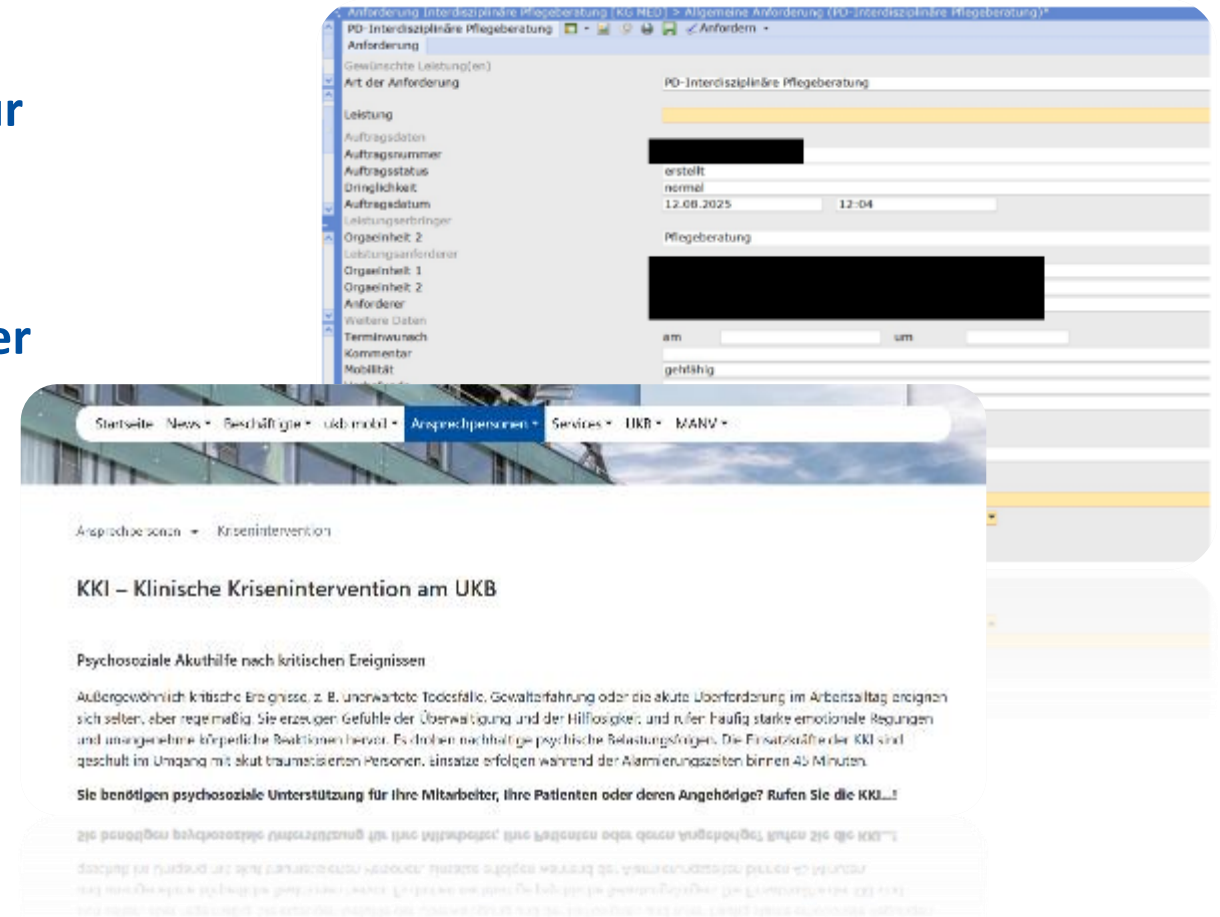 ur
er
Anforderung Interdisziplinäre Pflegeberatung [KG MED] > Allgemeine Anforderung (PD-Interdisziplinäre Pflegeberatung)*
PD-Interdisziplinäre Pflegeberatung Anfordern
Anforderung
Gewünschte Leistung(en)
Art der Anforderung PD-Interdisziplinäre Pflegeberatung
Leistung
Auftragsdaten
Auftragsnummer
Auftragsstatus erstellt
Dringlichkeit normal
Auftragsdatum 12.08.2025 12:04
Leistungserbringer
Orgaeinheit 2 Pflegeberatung
Leistungsanforderer
Orgaeinheit 1
Orgaeinheit 2
Anforderer
Weitere Daten
Terminwunsch am um
Kommentar
Mobilität gehfähig
Startseite News Beschäftigte ukb mobil Ansprechpersonen Services UKB MANV
Ansprechpersonen Krisenintervention
KKI – Klinische Krisenintervention am UKB
Psychosoziale Akuthilfe nach kritischen Ereignissen
Außergewöhnlich kritische Ereignisse, z. B. unerwartete Todesfälle, Gewalterfahrung oder die akute Überforderung im Arbeitsalltag ereignen
sich selten, aber regelmäßig. Sie erzeugen Gefühle der Überwältigung und der Hilflosigkeit und rufen häufig starke emotionale Regungen
und unangenehme körperliche Reaktionen hervor. Es drohen nachhaltige psychische Belastungsfolgen. Die Einsatzkräfte der KKI sind
geschult im Umgang mit akut traumatisierten Personen. Einsätze erfolgen während der Alarmierungszeiten binnen 45 Minuten.
Sie benötigen psychosoziale Unterstützung für Ihre Mitarbeiter, Ihre Patienten oder deren Angehörige? Rufen Sie die KKI...!